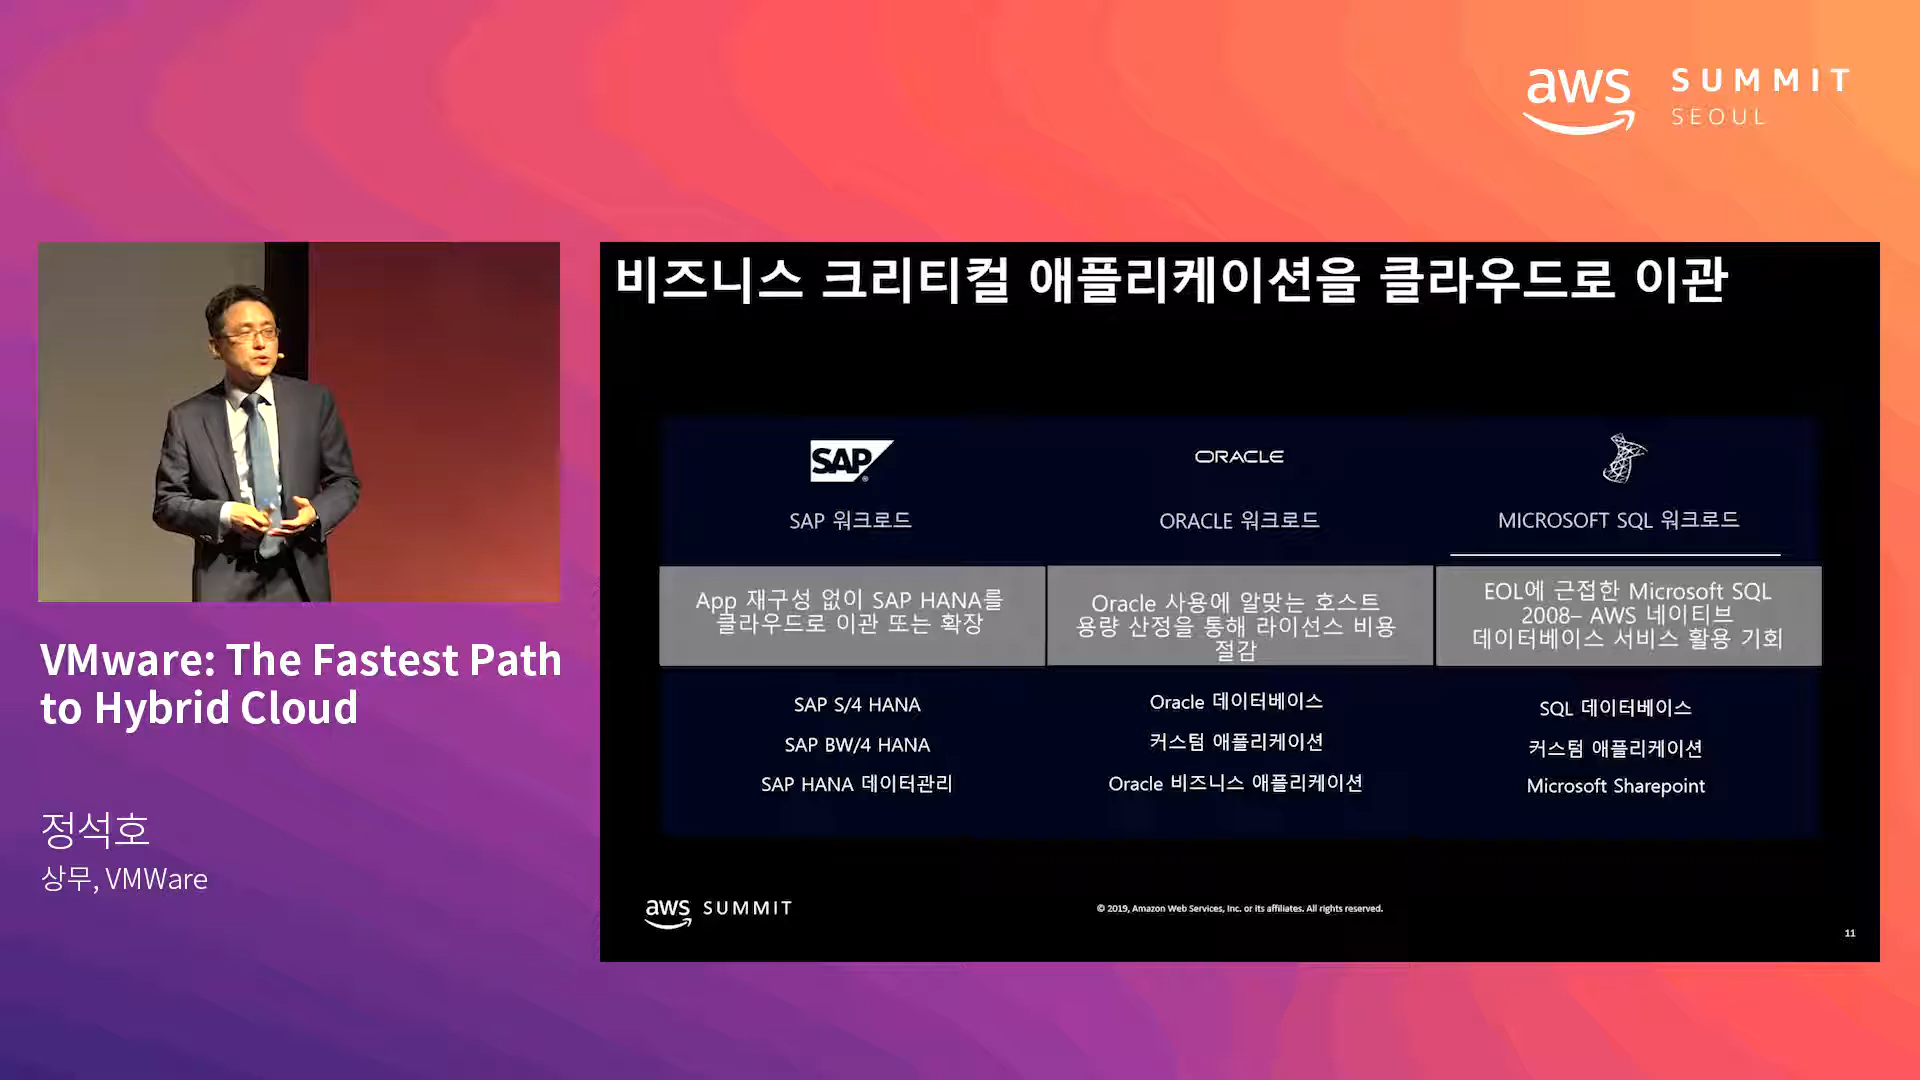 aws SUMMIT
SEOUL
비즈니스 크리티컬 애플리케이션을 클라우드로 이관
SAP
SAP 워크로드
App 재구성 없이 SAP HANA를
클라우드로 이관 또는 확장
SAP S/4 HANA
SAP BW/4 HANA
SAP HANA 데이터관리
ORACLE
ORACLE 워크로드
Oracle 사용에 알맞는 호스트
용량 산정을 통해 라이선스 비용
절감
Oracle 데이터베이스
커스텀 애플리케이션
Oracle 비즈니스 애플리케이션
MICROSOFT SQL 워크로드
EOL에 근접한 Microsoft SQL
2008– AWS 네이티브
데이터베이스 서비스 활용 기회
SQL 데이터베이스
커스텀 애플리케이션
Microsoft Sharepoint
aws SUMMIT
© 2019, Amazon Web Services, Inc. or its affiliates. All rights reserved.
11
VMware: The Fastest Path
to Hybrid Cloud
정석호
상무, VMWare